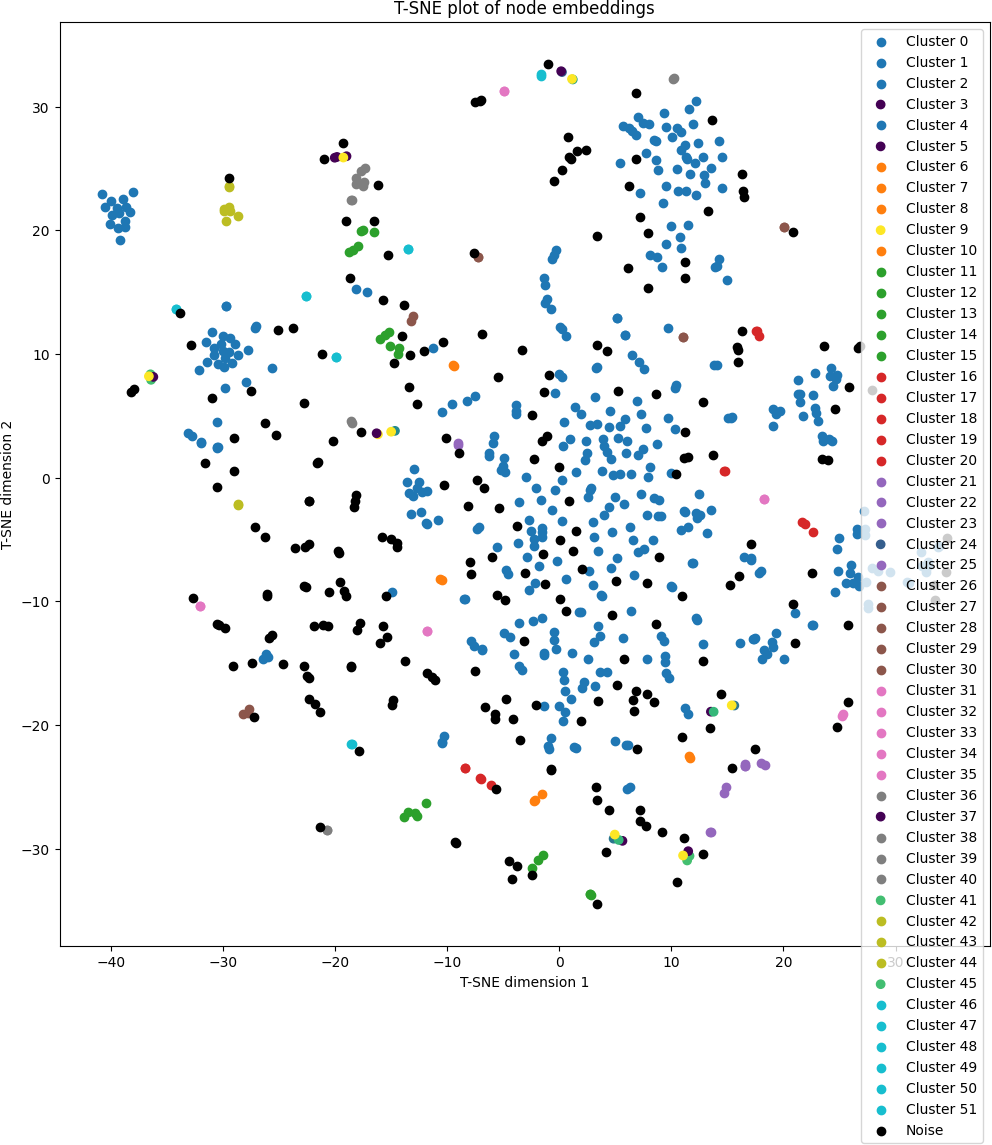 T-SNE plot of node embeddings
T-SNE dimension 2
30
20
10
0
−10
−20
−30
−40
−30
−20
−10
0
10
20
30
T-SNE dimension 1
Cluster 0
Cluster 1
Cluster 2
Cluster 3
Cluster 4
Cluster 5
Cluster 6
Cluster 7
Cluster 8
Cluster 9
Cluster 10
Cluster 11
Cluster 12
Cluster 13
Cluster 14
Cluster 15
Cluster 16
Cluster 17
Cluster 18
Cluster 19
Cluster 20
Cluster 21
Cluster 22
Cluster 23
Cluster 24
Cluster 25
Cluster 26
Cluster 27
Cluster 28
Cluster 29
Cluster 30
Cluster 31
Cluster 32
Cluster 33
Cluster 34
Cluster 35
Cluster 36
Cluster 37
Cluster 38
Cluster 39
Cluster 40
Cluster 41
Cluster 42
Cluster 43
Cluster 44
Cluster 45
Cluster 46
Cluster 47
Cluster 48
Cluster 49
Cluster 50
Cluster 51
Noise